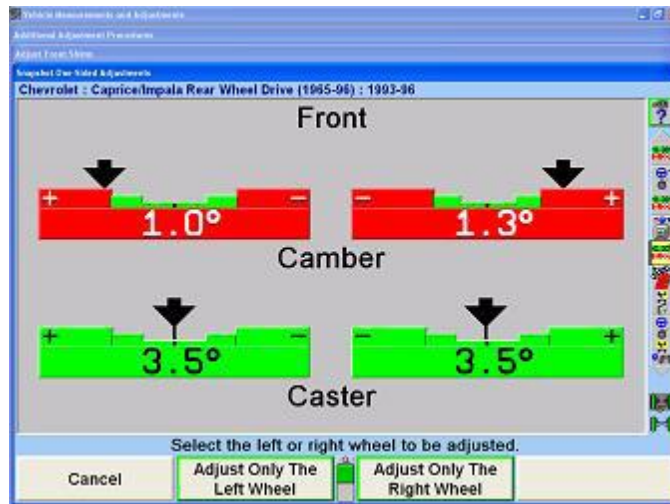 Vehicle Measurements and Adjustments
Additional Adjustment Procedures
Adjust Front Shims
Snapshot One-Sided Adjustments
Chevrolet : Caprice/Impala Rear Wheel Drive (1965-96) : 1993-96
Front
+ − − +
1.0° 1.3°
Camber
+ − − +
3.5° 3.5°
Caster
Select the left or right wheel to be adjusted.
Cancel
Adjust Only The
Left Wheel
Adjust Only The
Right Wheel